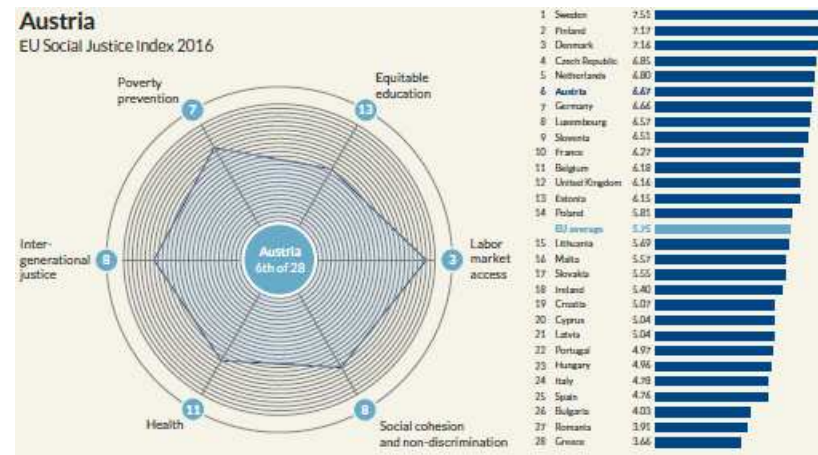 Austria
EU Social Justice Index 2016
Poverty
prevention
7
Equitable
education
13
Inter-
generational
justice
8
Austria
6th of 28
3
Labor
market
access
Health
11
8
Social cohesion
and non-discrimination
1 Sweden 7.51
2 Finland 7.17
3 Denmark 7.16
4 Czech Republic 6.85
5 Netherlands 6.80
6 Austria 6.67
7 Germany 6.66
8 Luxembourg 6.57
9 Slovenia 6.51
10 France 6.27
11 Belgium 6.18
12 United Kingdom 6.16
13 Estonia 6.15
14 Poland 5.81
EU average 5.75
15 Lithuania 5.69
16 Malta 5.57
17 Slovakia 5.55
18 Ireland 5.40
19 Croatia 5.07
20 Cyprus 5.04
21 Latvia 5.04
22 Portugal 4.97
23 Hungary 4.96
24 Italy 4.78
25 Spain 4.76
26 Bulgaria 4.03
27 Romania 3.91
28 Greece 3.66